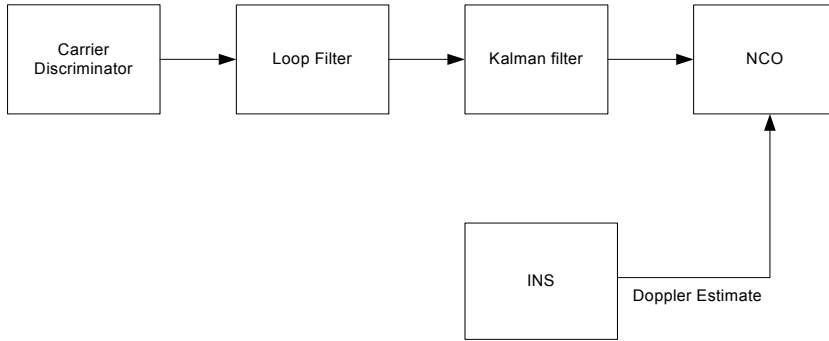 Carrier
Discriminator
Loop Filter
Kalman filter
NCO
INS
Doppler Estimate